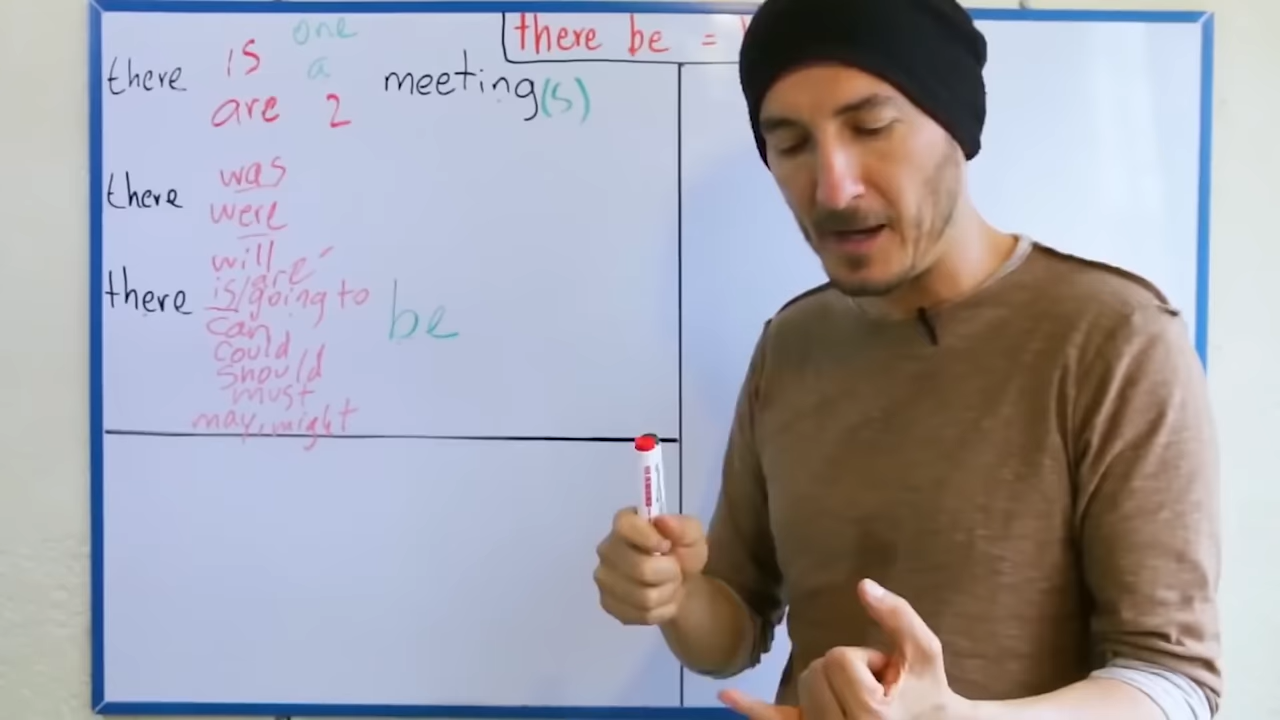 there be =
one
there is a meeting(s)
are 2
was
there
were
will
are
there is/going to be
can
could
should
must
may, might